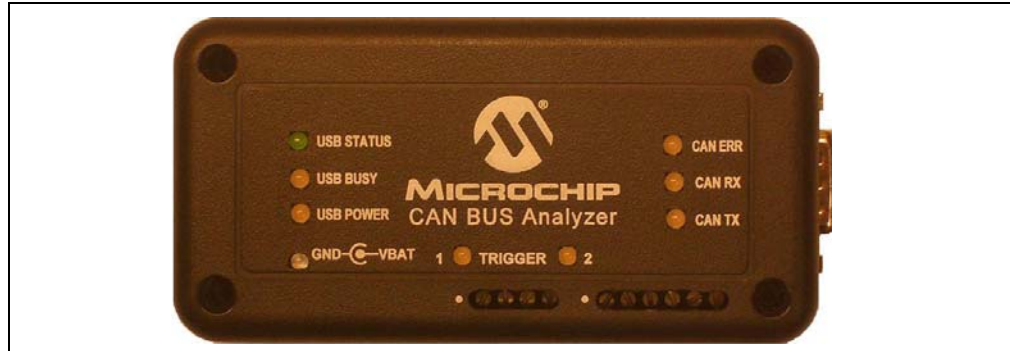 USB STATUS
USB BUSY
USB POWER
GND VBAT
®
MICROCHIP
CAN BUS Analyzer
CAN ERR
CAN RX
CAN TX
1 TRIGGER 2